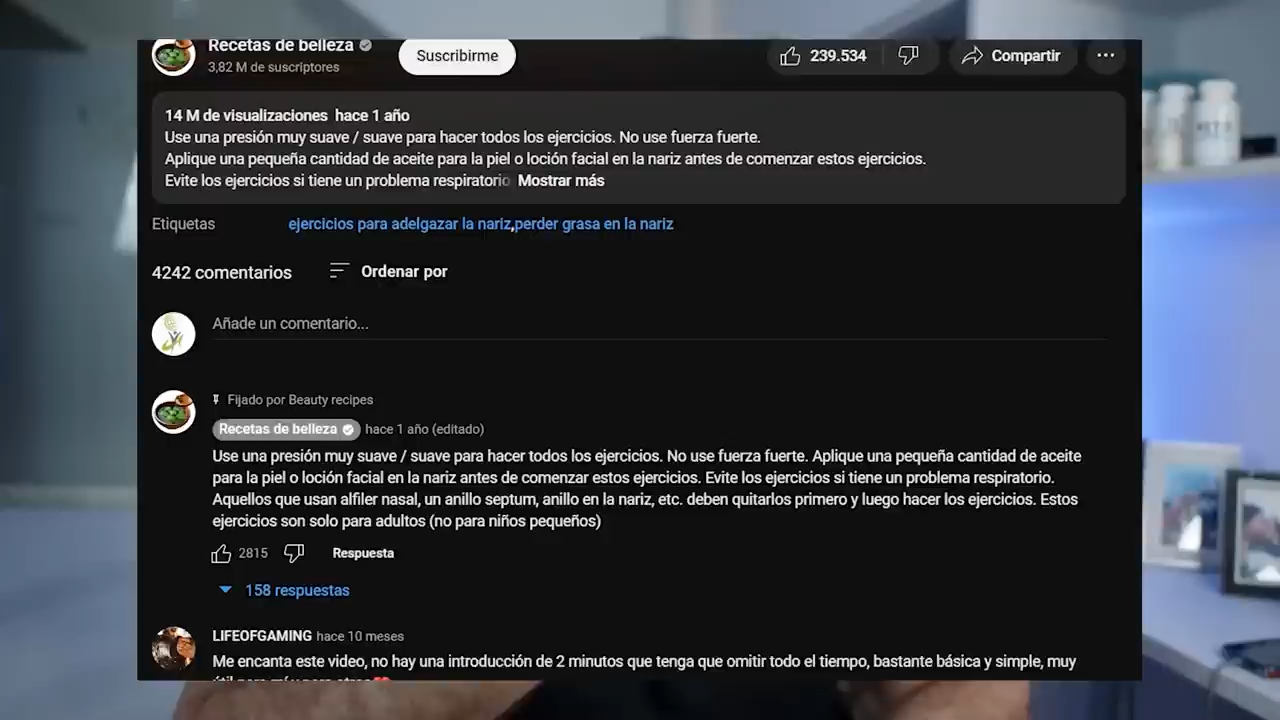 Recetas de belleza
3,82 M de suscriptores
Suscribirme
239.534
Compartir
14 M de visualizaciones hace 1 año
Use una presión muy suave / suave para hacer todos los ejercicios. No use fuerza fuerte.
Aplique una pequeña cantidad de aceite para la piel o loción facial en la nariz antes de comenzar estos ejercicios.
Evite los ejercicios si tiene un problema respiratorio Mostrar más
Etiquetas
ejercicios para adelgazar la nariz,perder grasa en la nariz
4242 comentarios
Ordenar por
Añade un comentario...
Fijado por Beauty recipes
Recetas de belleza hace 1 año (editado)
Use una presión muy suave / suave para hacer todos los ejercicios. No use fuerza fuerte. Aplique una pequeña cantidad de aceite
para la piel o loción facial en la nariz antes de comenzar estos ejercicios. Evite los ejercicios si tiene un problema respiratorio.
Aquellos que usan alfiler nasal, un anillo septum, anillo en la nariz, etc. deben quitarlos primero y luego hacer los ejercicios. Estos
ejercicios son solo para adultos (no para niños pequeños)
2815
Respuesta
158 respuestas
LIFEOFGAMING hace 10 meses
Me encanta este video, no hay una introducción de 2 minutos que tenga que omitir todo el tiempo, bastante básica y simple, muy